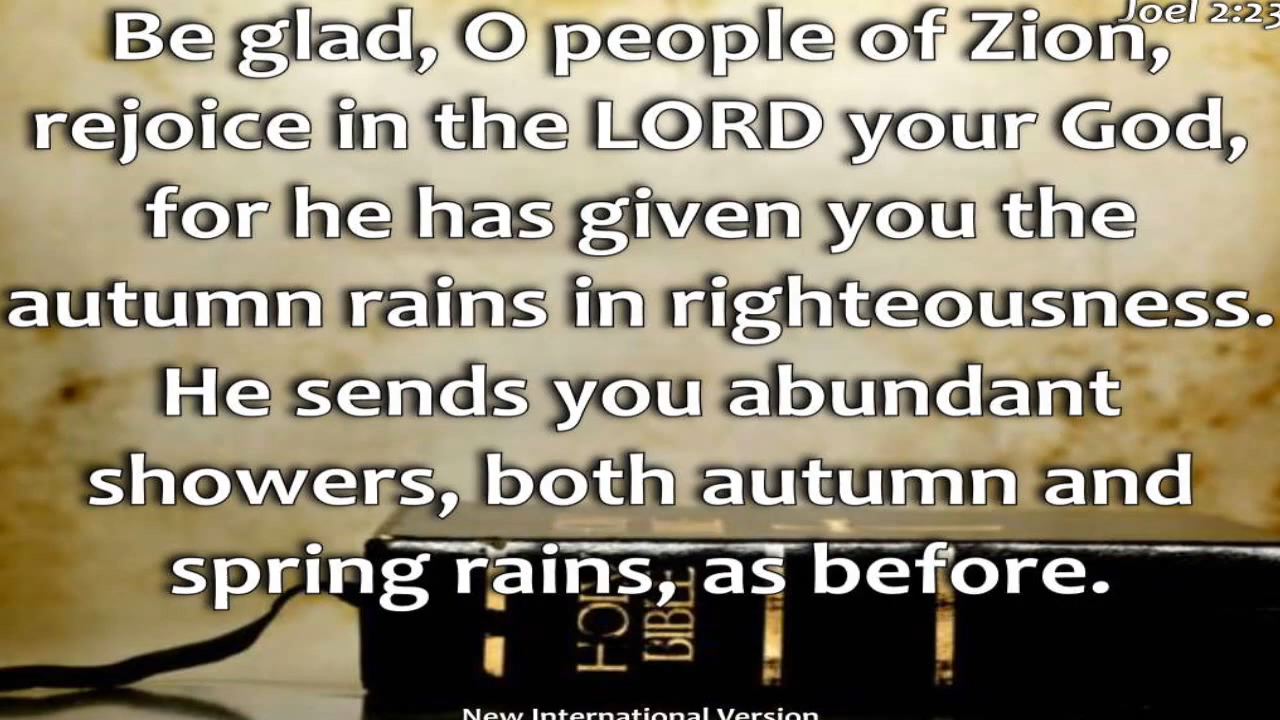 Joel 2:23
Be glad, O people of Zion,
rejoice in the LORD your God,
for he has given you the
autumn rains in righteousness.
He sends you abundant
showers, both autumn and
spring rains, as before.
HOLY
BIBLE
New International Version